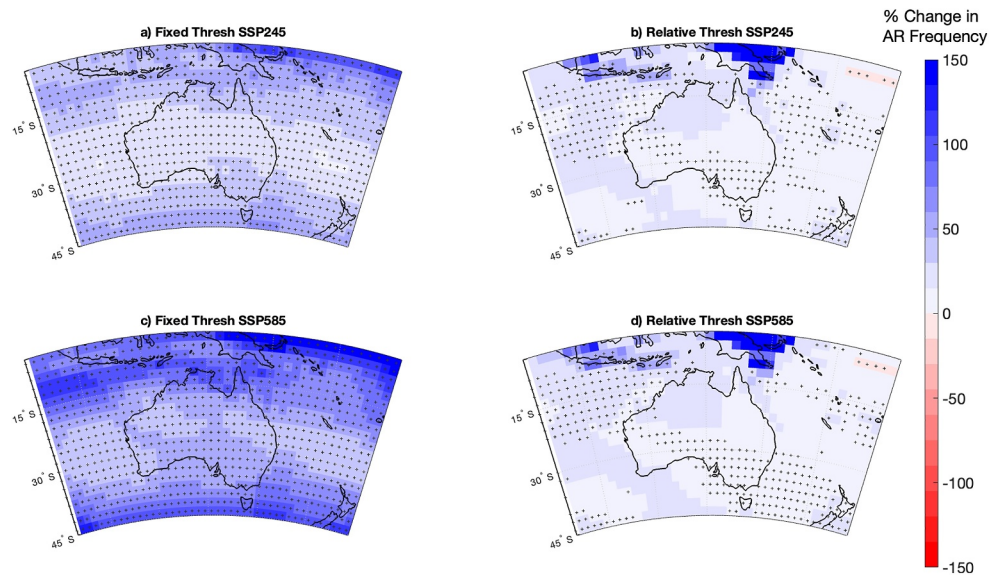 % Change in
AR Frequency
a) Fixed Thresh SSP245
b) Relative Thresh SSP245
15° S
30° S
45° S
15° S
30° S
45° S
c) Fixed Thresh SSP585
d) Relative Thresh SSP585
15° S
30° S
45° S
15° S
30° S
45° S
150
100
50
0
-50
-100
-150